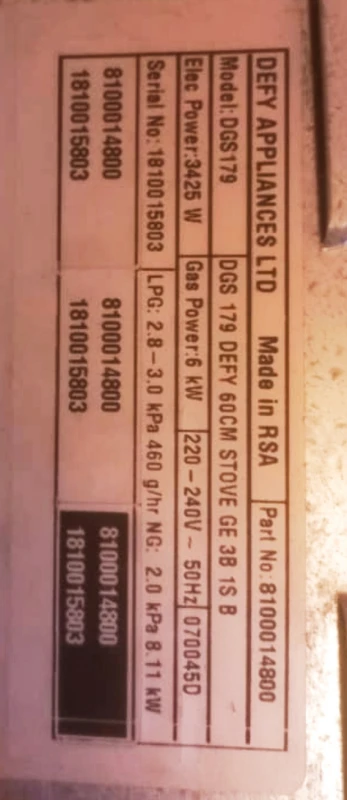 DEFY APPLIANCES LTD Made in RSA Part No: 8100014800
Model: DGS179 DGS 179 DEFY 60CM STOVE GE 3B 1S B
Elec Power:3425 W Gas Power:6 kW 220 – 240V ~ 50Hz 070045D
Serial No: 1810015803 LPG: 2.8 – 3.0 kPa 460 g/hr NG: 2.0 kPa 8.11 kW
8100014800 8100014800 8100014800
1810015803 1810015803 1810015803